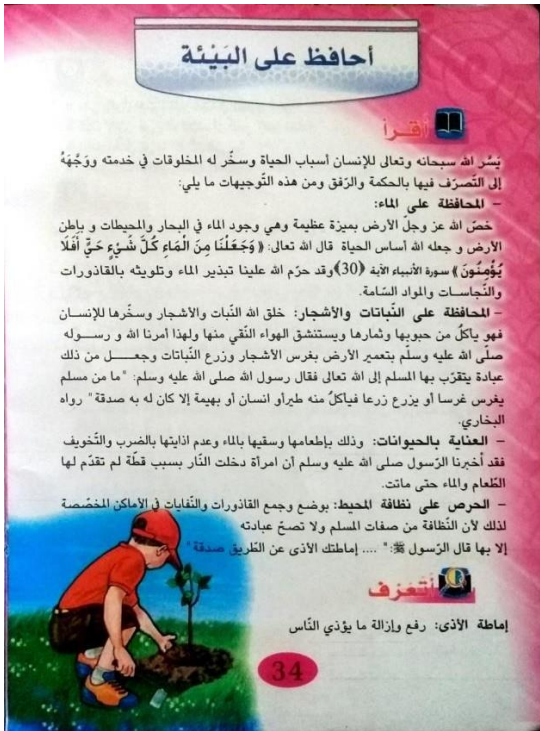 أحافظ على البَيْئة
أقرأ
يَسَّر الله سبحانه وتعالى للإنسان أسباب الحياة وسخّر له المخلوقات في خدمته ووَجَّهَهُ
إلى التّصرّف فيها بالحكمة والرّفق ومن هذه التّوجيهات ما يلي:
– المحافظة على الماء:
خصّ الله عزّ وجلّ الأرض بميزة عظيمة وهي وجود الماء في البحار والمحيطات و باطن
الأرض و جعله الله أساس الحياة قال الله تعالى: ﴿ وَجَعَلْنَا مِنَ الْمَاءِ كُلَّ شَيْءٍ حَيٍّ أَفَلَا
يُؤْمِنُونَ ﴾ سورة الأنبياء الآية (30) وقد حرّم الله علينا تبذير الماء وتلويثه بالقاذورات
والنّجاسات والمواد السّامة.
– المحافظة على النّباتات والأشجار: خلق الله النّبات والأشجار وسخّرها للإنسان
فهو يأكلُ من حبوبها وثمارها ويستنشق الهواء النّقي منها ولهذا أمرنا الله و رسوله
صلّى الله عليه وسلّم بتعمير الأرض بغرس الأشجار وزرع النّباتات وجعل من ذلك
عبادة يتقرّب بها المسلم إلى الله تعالى فقال رسول الله صلى الله عليه وسلم: "ما من مسلم
يغرس غرسا أو يزرع زرعا فيأكلُ منه طيرأو انسان أو بهيمة إلا كان له به صدقة" رواه
البخاري.
– العناية بالحيوانات: وذلك بإطعامها وسقيها بالماء وعدم اذايتها بالضرب والتّخويف
فقد أخبرنا الرّسول صلى الله عليه وسلم أن امرأة دخلت النّار بسبب قطّة لم تقدّم لها
الطّعام والماء حتى ماتت.
– الحرص على نظافة المحيط: بوضع وجمع القاذورات والنّفايات في الأماكن المخصّصة
لذلك لأن النّظافة من صفات المسلم ولا تصحّ عبادته
إلا بها قال الرّسول ﷺ:" .... إماطتك الأذى عن الطّريق صدقة"
أتعرّف
إماطة الأذى: رفع وإزالة ما يؤذي النّاس
34